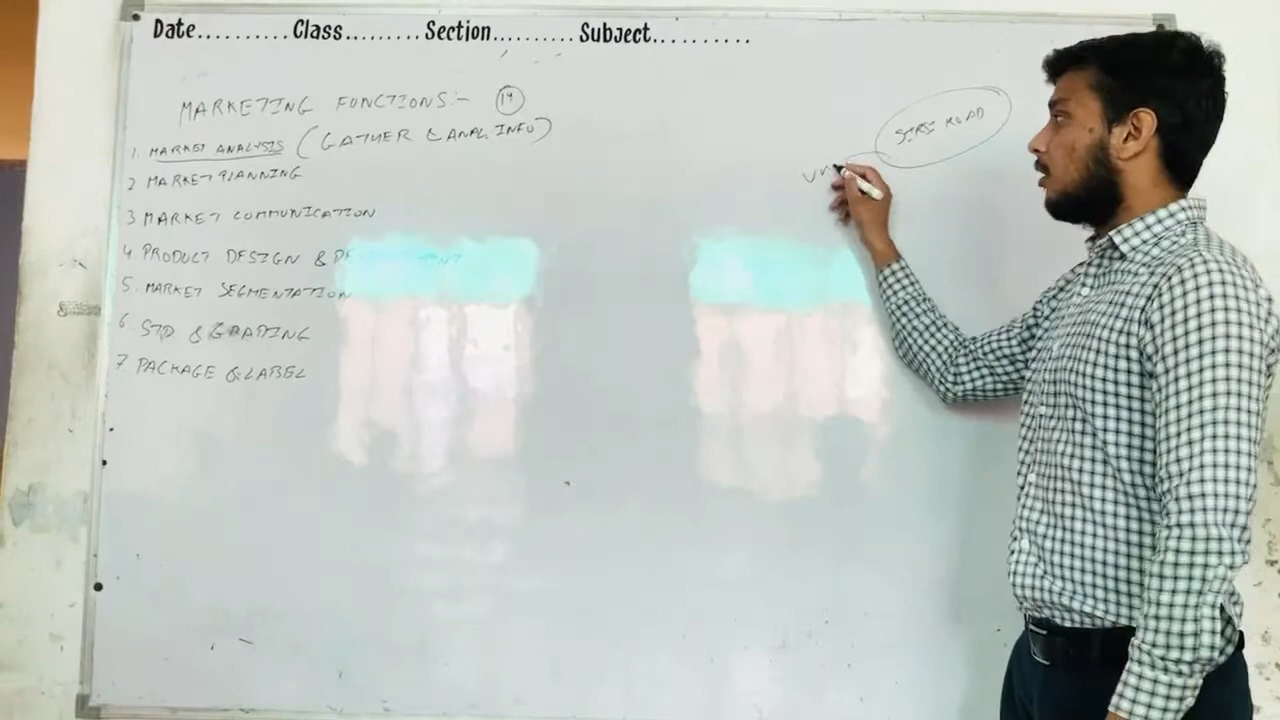 Date.......... Class......... Section.......... Subject..........
MARKETING FUNCTIONS:- 14
1. MARKET ANALYSIS (GATHER & ANAL. INFO)
2 MARKET PLANNING
3 MARKET COMMUNICATION
4 PRODUCT DESIGN &
5. MARKET SEGMENTATION
6 STD & GRADING
7 PACKAGE & LABEL
ROAD